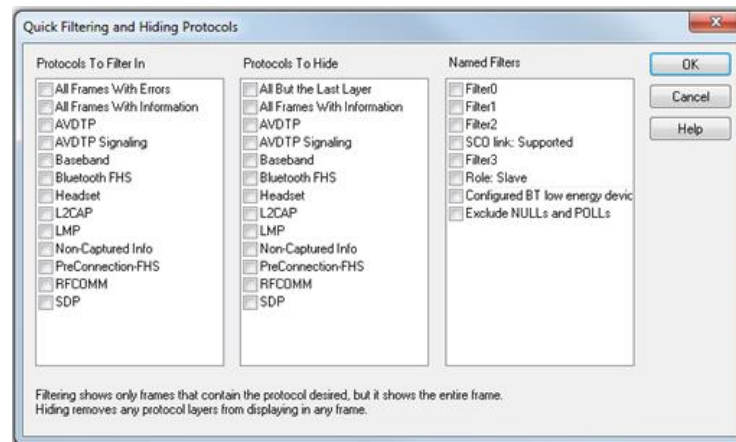 Quick Filtering and Hiding Protocols
Protocols To Filter In
All Frames With Errors
All Frames With Information
AVDTP
AVDTP Signaling
Baseband
Bluetooth FHS
Headset
L2CAP
LMP
Non-Captured Info
PreConnection-FHS
RFCOMM
SDP
Protocols To Hide
All But the Last Layer
All Frames With Information
AVDTP
AVDTP Signaling
Baseband
Bluetooth FHS
Headset
L2CAP
LMP
Non-Captured Info
PreConnection-FHS
RFCOMM
SDP
Named Filters
Filter0
Filter1
Filter2
SCO link: Supported
Filter3
Role: Slave
Configured BT low energy devic
Exclude NULLs and POLLs
OK
Cancel
Help
Filtering shows only frames that contain the protocol desired, but it shows the entire frame.
Hiding removes any protocol layers from displaying in any frame.